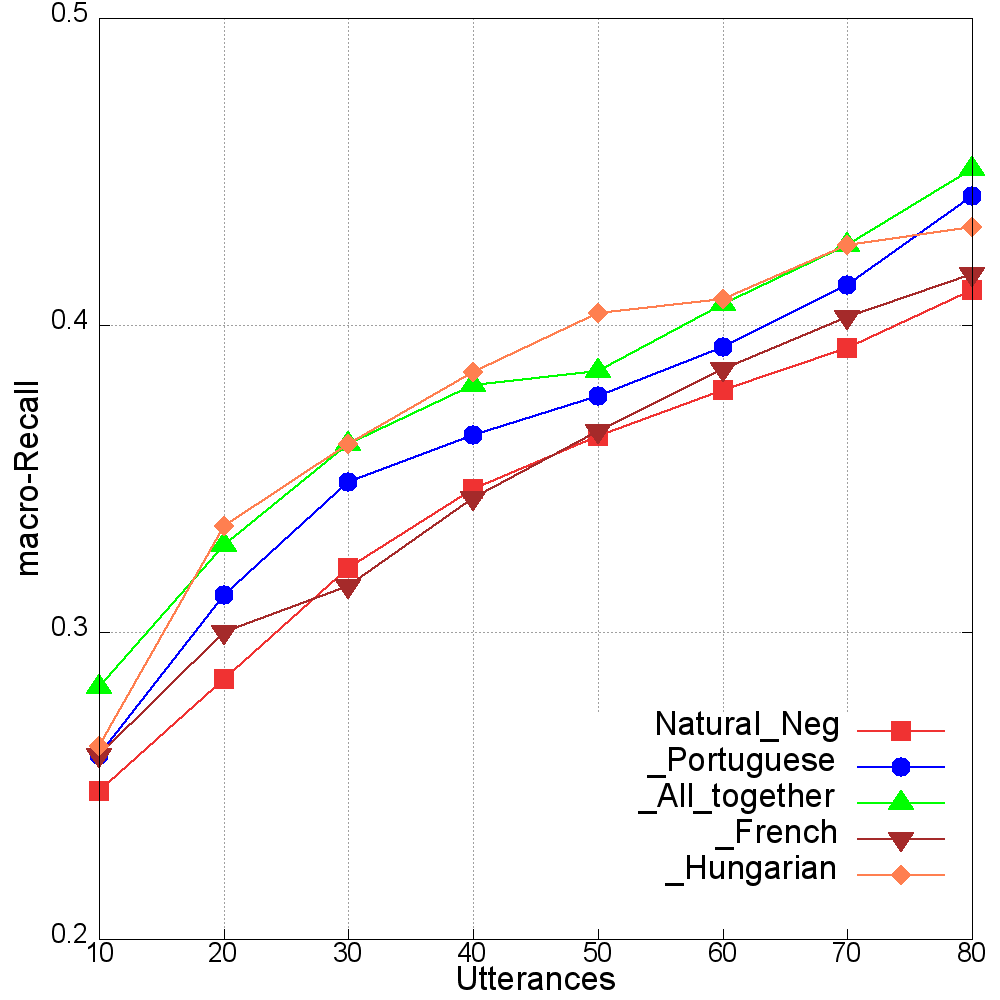 0.5
0.4
0.3
0.2
macro-Recall
Natural_Neg
_Portuguese
_All_together
_French
_Hungarian
10 20 30 40 50 60 70 80
Utterances